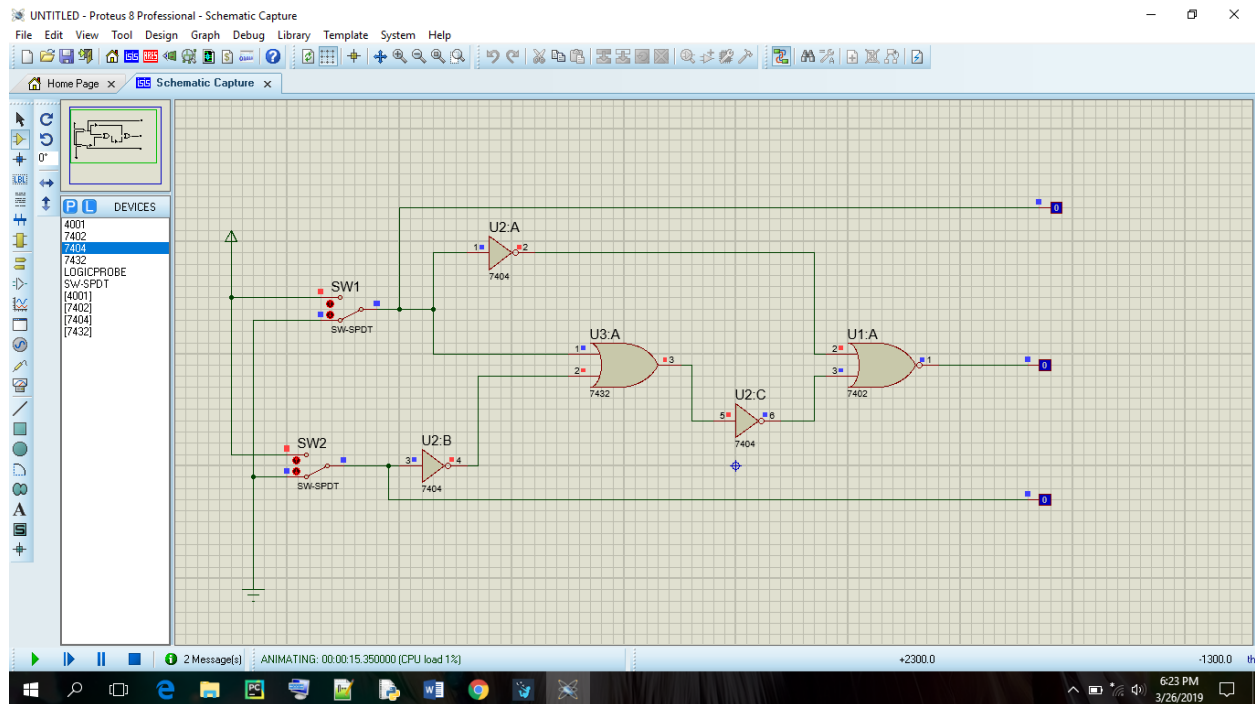 UNTITLED - Proteus 8 Professional - Schematic Capture
File Edit View Tool Design Graph Debug Library Template System Help
Home Page x ISIS Schematic Capture x
0°
P L DEVICES
4001
7402
7404
7432
LOGICPROBE
SW-SPDT
[4001]
[7402]
[7404]
[7432]
LBL
A
S
0
U2:A
1 2
7404
SW1
SW-SPDT
U3:A
1
2
3
7432
U1:A
2
3
1
7402
0
U2:C
5 6
7404
SW2
SW-SPDT
U2:B
3 4
7404
0
2 Message(s) ANIMATING: 00:00:15.350000 (CPU load 1%) +2300.0 -1300.0 th
6:23 PM
3/26/2019